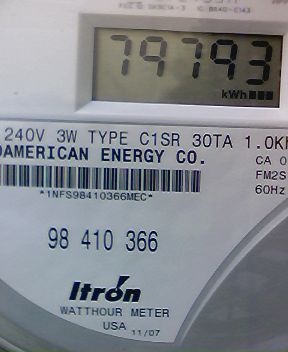 79793
kWh
240V 3W TYPE C1SR 30TA 1.0K
AMERICAN ENERGY CO.
CA 0
FM2S
60Hz
*1NFS98410366MEC*
98 410 366
Itron
WATTHOUR METER
USA 11/07